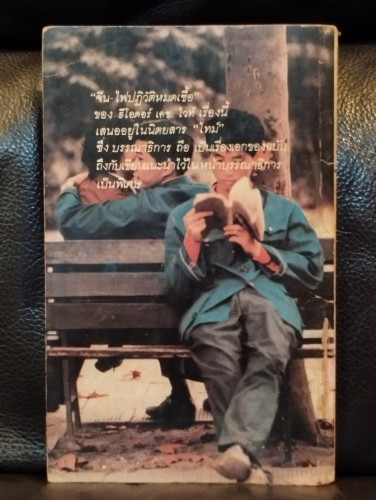 “จีน-ไฟปฏิวัติหมดเชื้อ”
ของ ธีโอดอร์ เอช ไวท์ เรื่องนี้
เสนออยู่ในนิตยสาร “ไทม์”
ซึ่ง บรรณาธิการ ถือ เป็นเรื่องเอกของฉบับ
ถึงกับเขียนแนะนำไว้ในหน้าบรรณาธิการ
เป็นพิเศษ